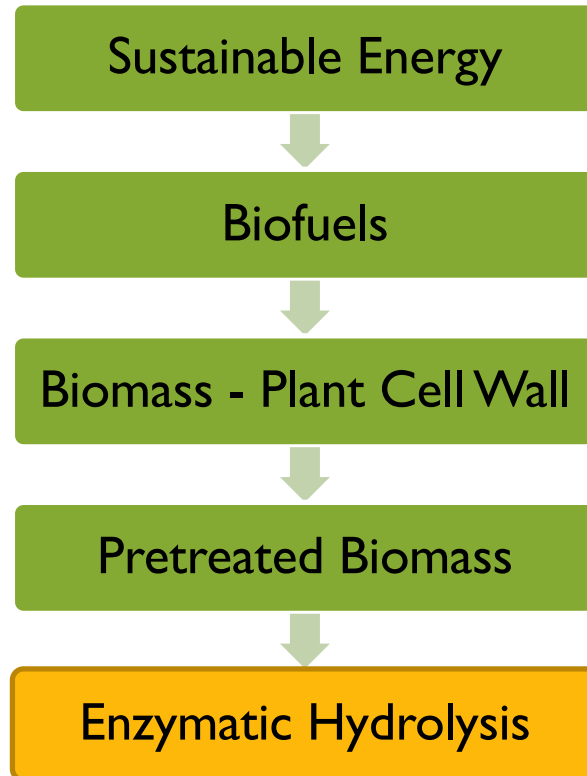 Sustainable Energy
Biofuels
Biomass - Plant Cell Wall
Pretreated Biomass
Enzymatic Hydrolysis